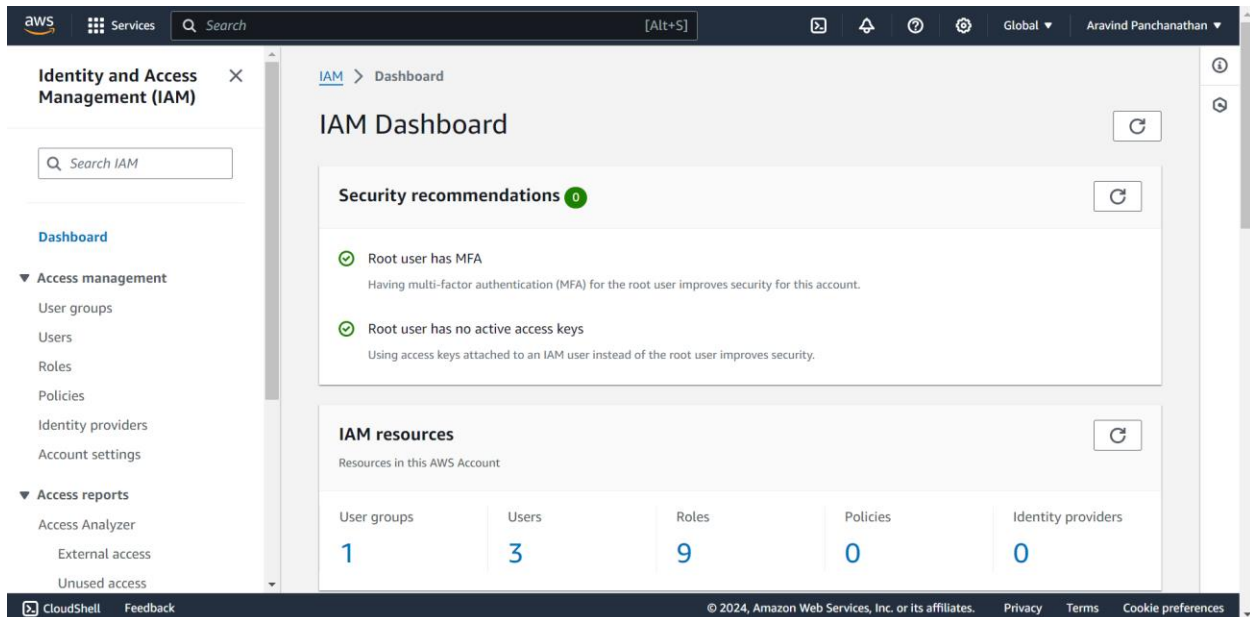 aws Services Search [Alt+S] Global Aravind Panchanathan
Identity and Access
Management (IAM)
Search IAM
Dashboard
Access management
User groups
Users
Roles
Policies
Identity providers
Account settings
Access reports
Access Analyzer
External access
Unused access
IAM > Dashboard
IAM Dashboard
Security recommendations 0
Root user has MFA
Having multi-factor authentication (MFA) for the root user improves security for this account.
Root user has no active access keys
Using access keys attached to an IAM user instead of the root user improves security.
IAM resources
Resources in this AWS Account
User groups Users Roles Policies Identity providers
1 3 9 0 0
CloudShell Feedback © 2024, Amazon Web Services, Inc. or its affiliates. Privacy Terms Cookie preferences